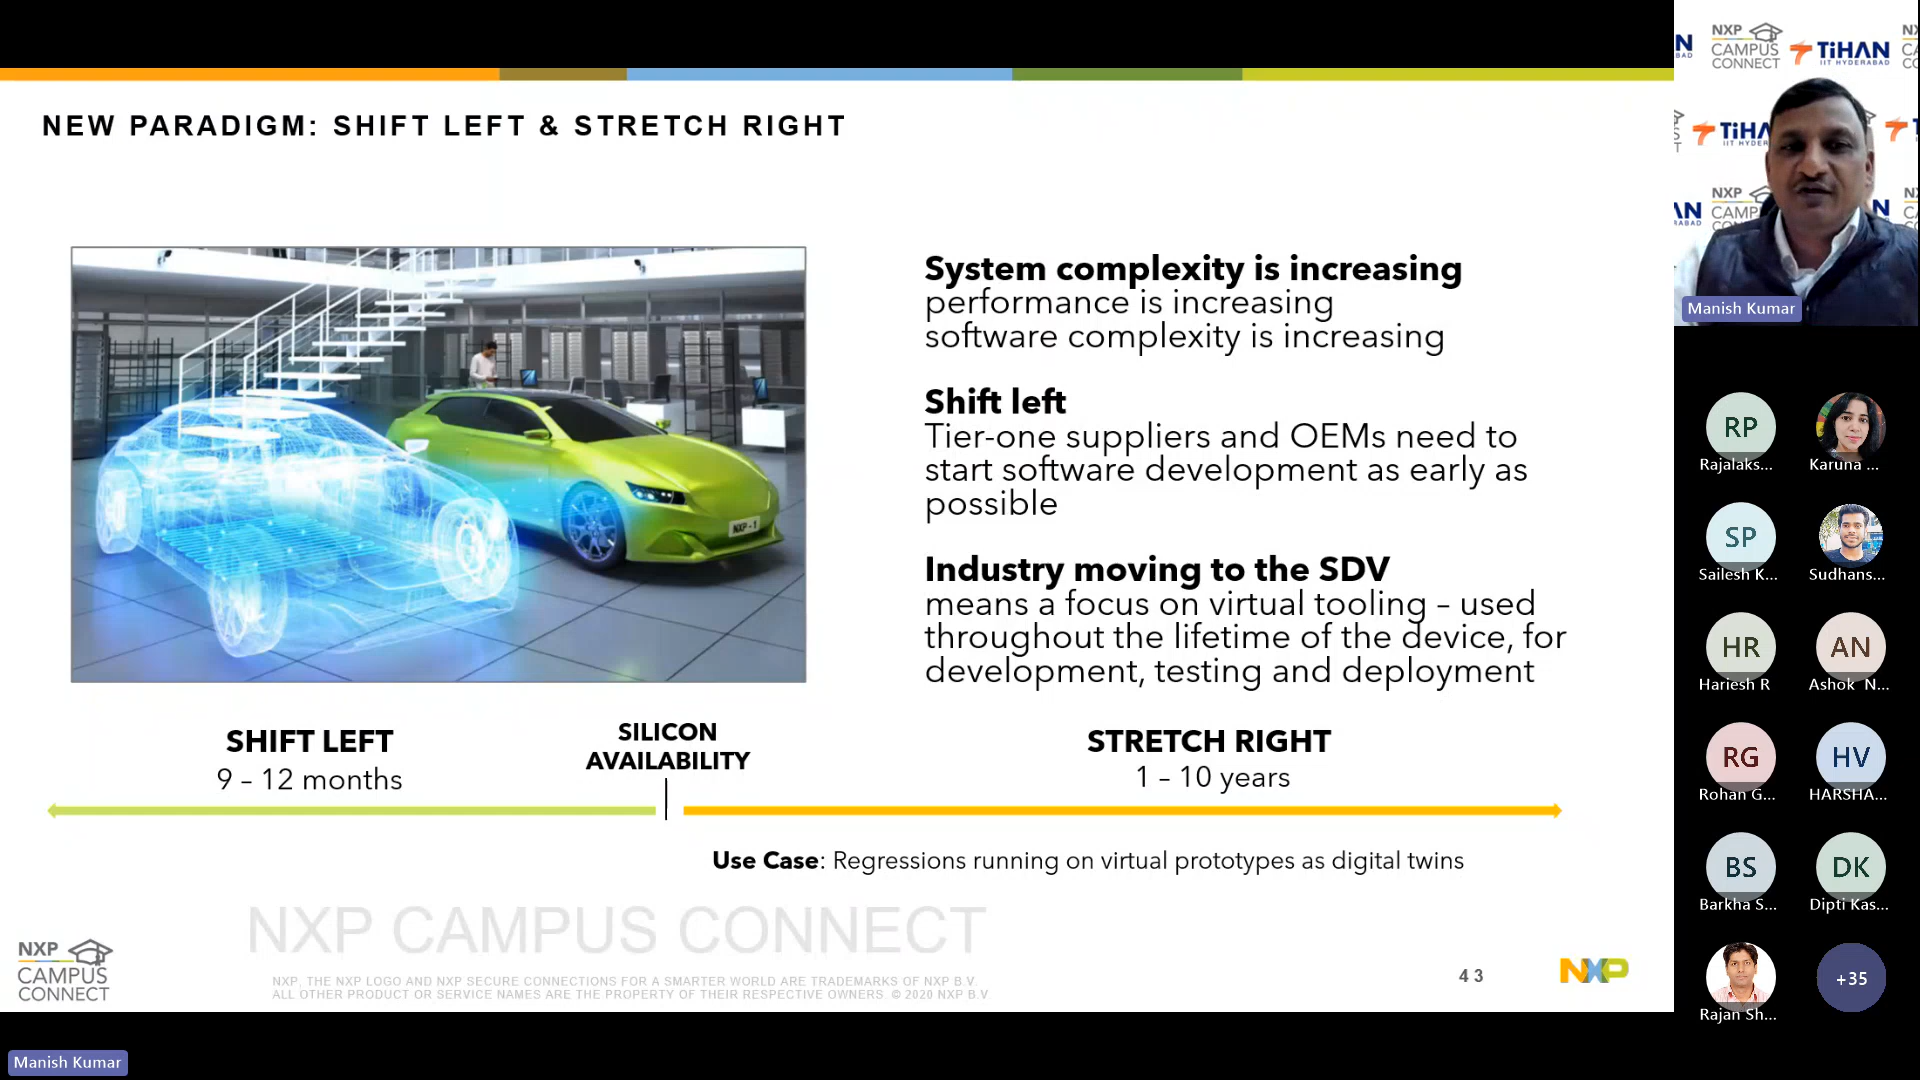 NEW PARADIGM: SHIFT LEFT & STRETCH RIGHT
NXP - 1
System complexity is increasing
performance is increasing
software complexity is increasing
Shift left
Tier-one suppliers and OEMs need to
start software development as early as
possible
Industry moving to the SDV
means a focus on virtual tooling – used
throughout the lifetime of the device, for
development, testing and deployment
SHIFT LEFT
9 – 12 months
SILICON
AVAILABILITY
STRETCH RIGHT
1 – 10 years
Use Case: Regressions running on virtual prototypes as digital twins
NXP CAMPUS CONNECT
NXP
CAMPUS
CONNECT
NXP, THE NXP LOGO AND NXP SECURE CONNECTIONS FOR A SMARTER WORLD ARE TRADEMARKS OF NXP B.V.
ALL OTHER PRODUCT OR SERVICE NAMES ARE THE PROPERTY OF THEIR RESPECTIVE OWNERS. © 2020 NXP B.V.
43
NXP
Manish Kumar
NXP
CAMPUS
CONNECT
TiHAN
IIT HYDERABAD
Manish Kumar
RP
Rajalaks...
Karuna ...
SP
Sailesh K...
Sudhans...
HR
Hariesh R
AN
Ashok N...
RG
Rohan G...
HV
HARSHA...
BS
Barkha S...
DK
Dipti Kas...
Rajan Sh...
+35